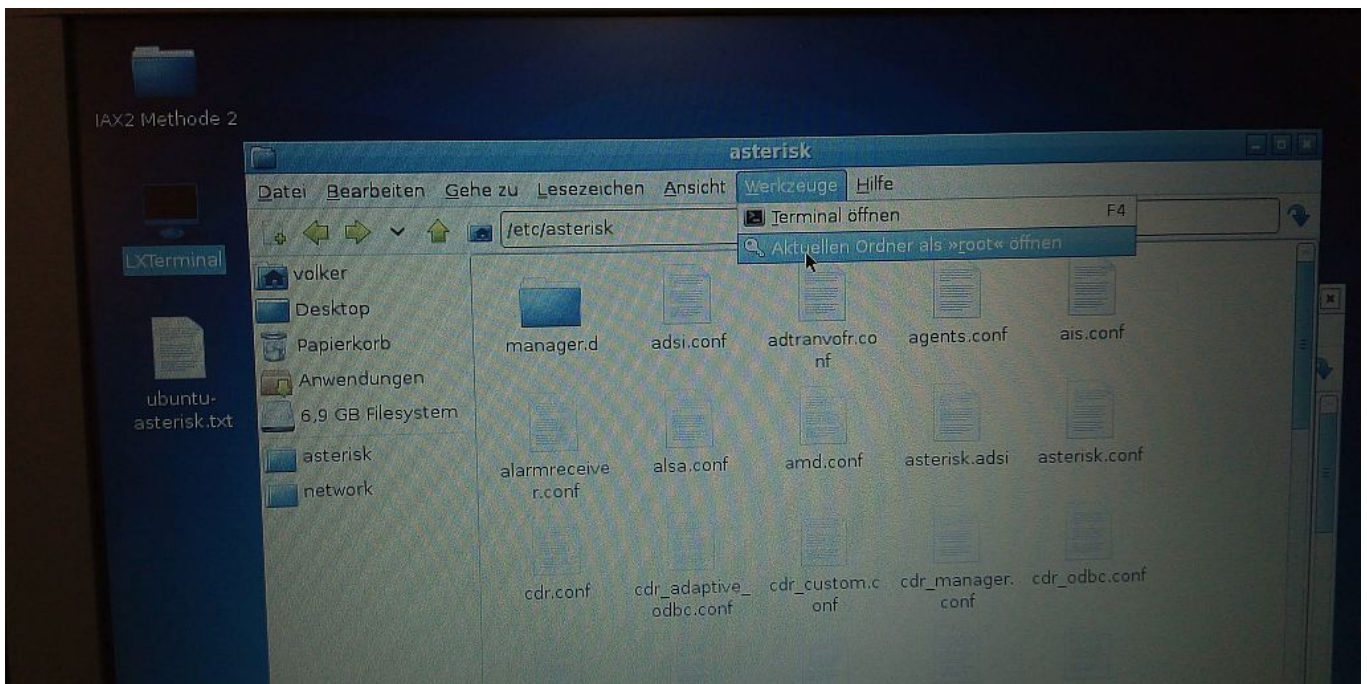 IAX2 Methode 2
LXTerminal
ubuntu-
asterisk.txt
asterisk
Datei Bearbeiten Gehe zu Lesezeichen Ansicht Werkzeuge Hilfe
Terminal öffnen F4
Aktuellen Ordner als »root« öffnen
/etc/asterisk
volker
Desktop
Papierkorb
Anwendungen
6,9 GB Filesystem
asterisk
network
manager.d
adsi.conf
adtranvofr.co
nf
agents.conf
ais.conf
alarmreceive
r.conf
alsa.conf
amd.conf
asterisk.adsi
asterisk.conf
cdr.conf
cdr_adaptive_
odbc.conf
cdr_custom.c
onf
cdr_manager.
conf
cdr_odbc.conf